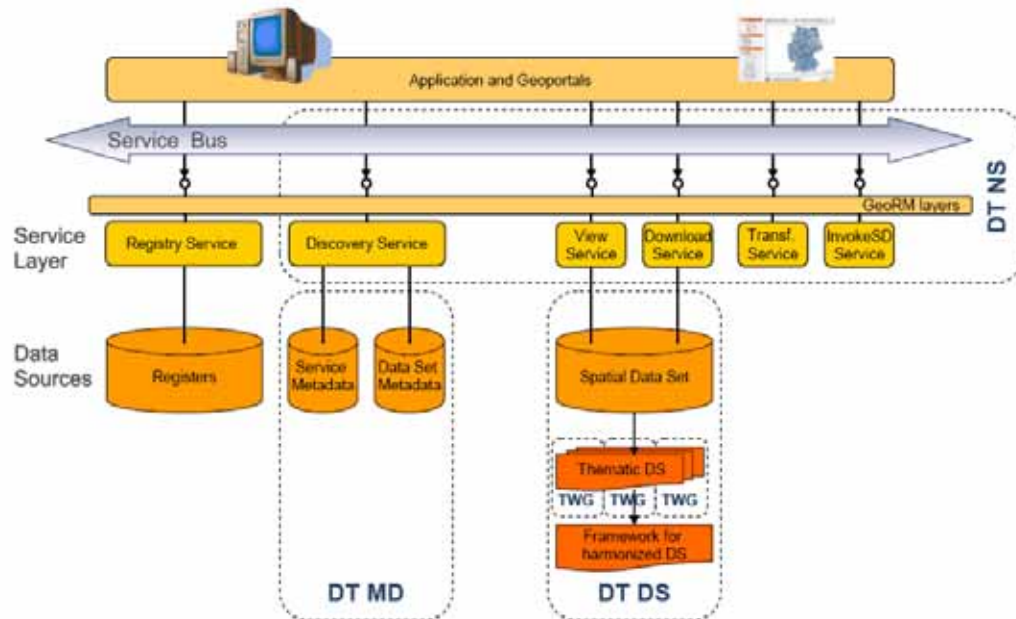 Application and Geoportals
Service Bus
DT NS
GeoRM layers
Service
Layer
Registry Service
Discovery Service
View
Service
Download
Service
Transf.
Service
InvokeSD
Service
Data
Sources
Registers
Service
Metadata
Data Set
Metadata
Spatial Data Set
Thematic DS
TWG
TWG
TWG
Framework for
harmonized DS
DT MD
DT DS